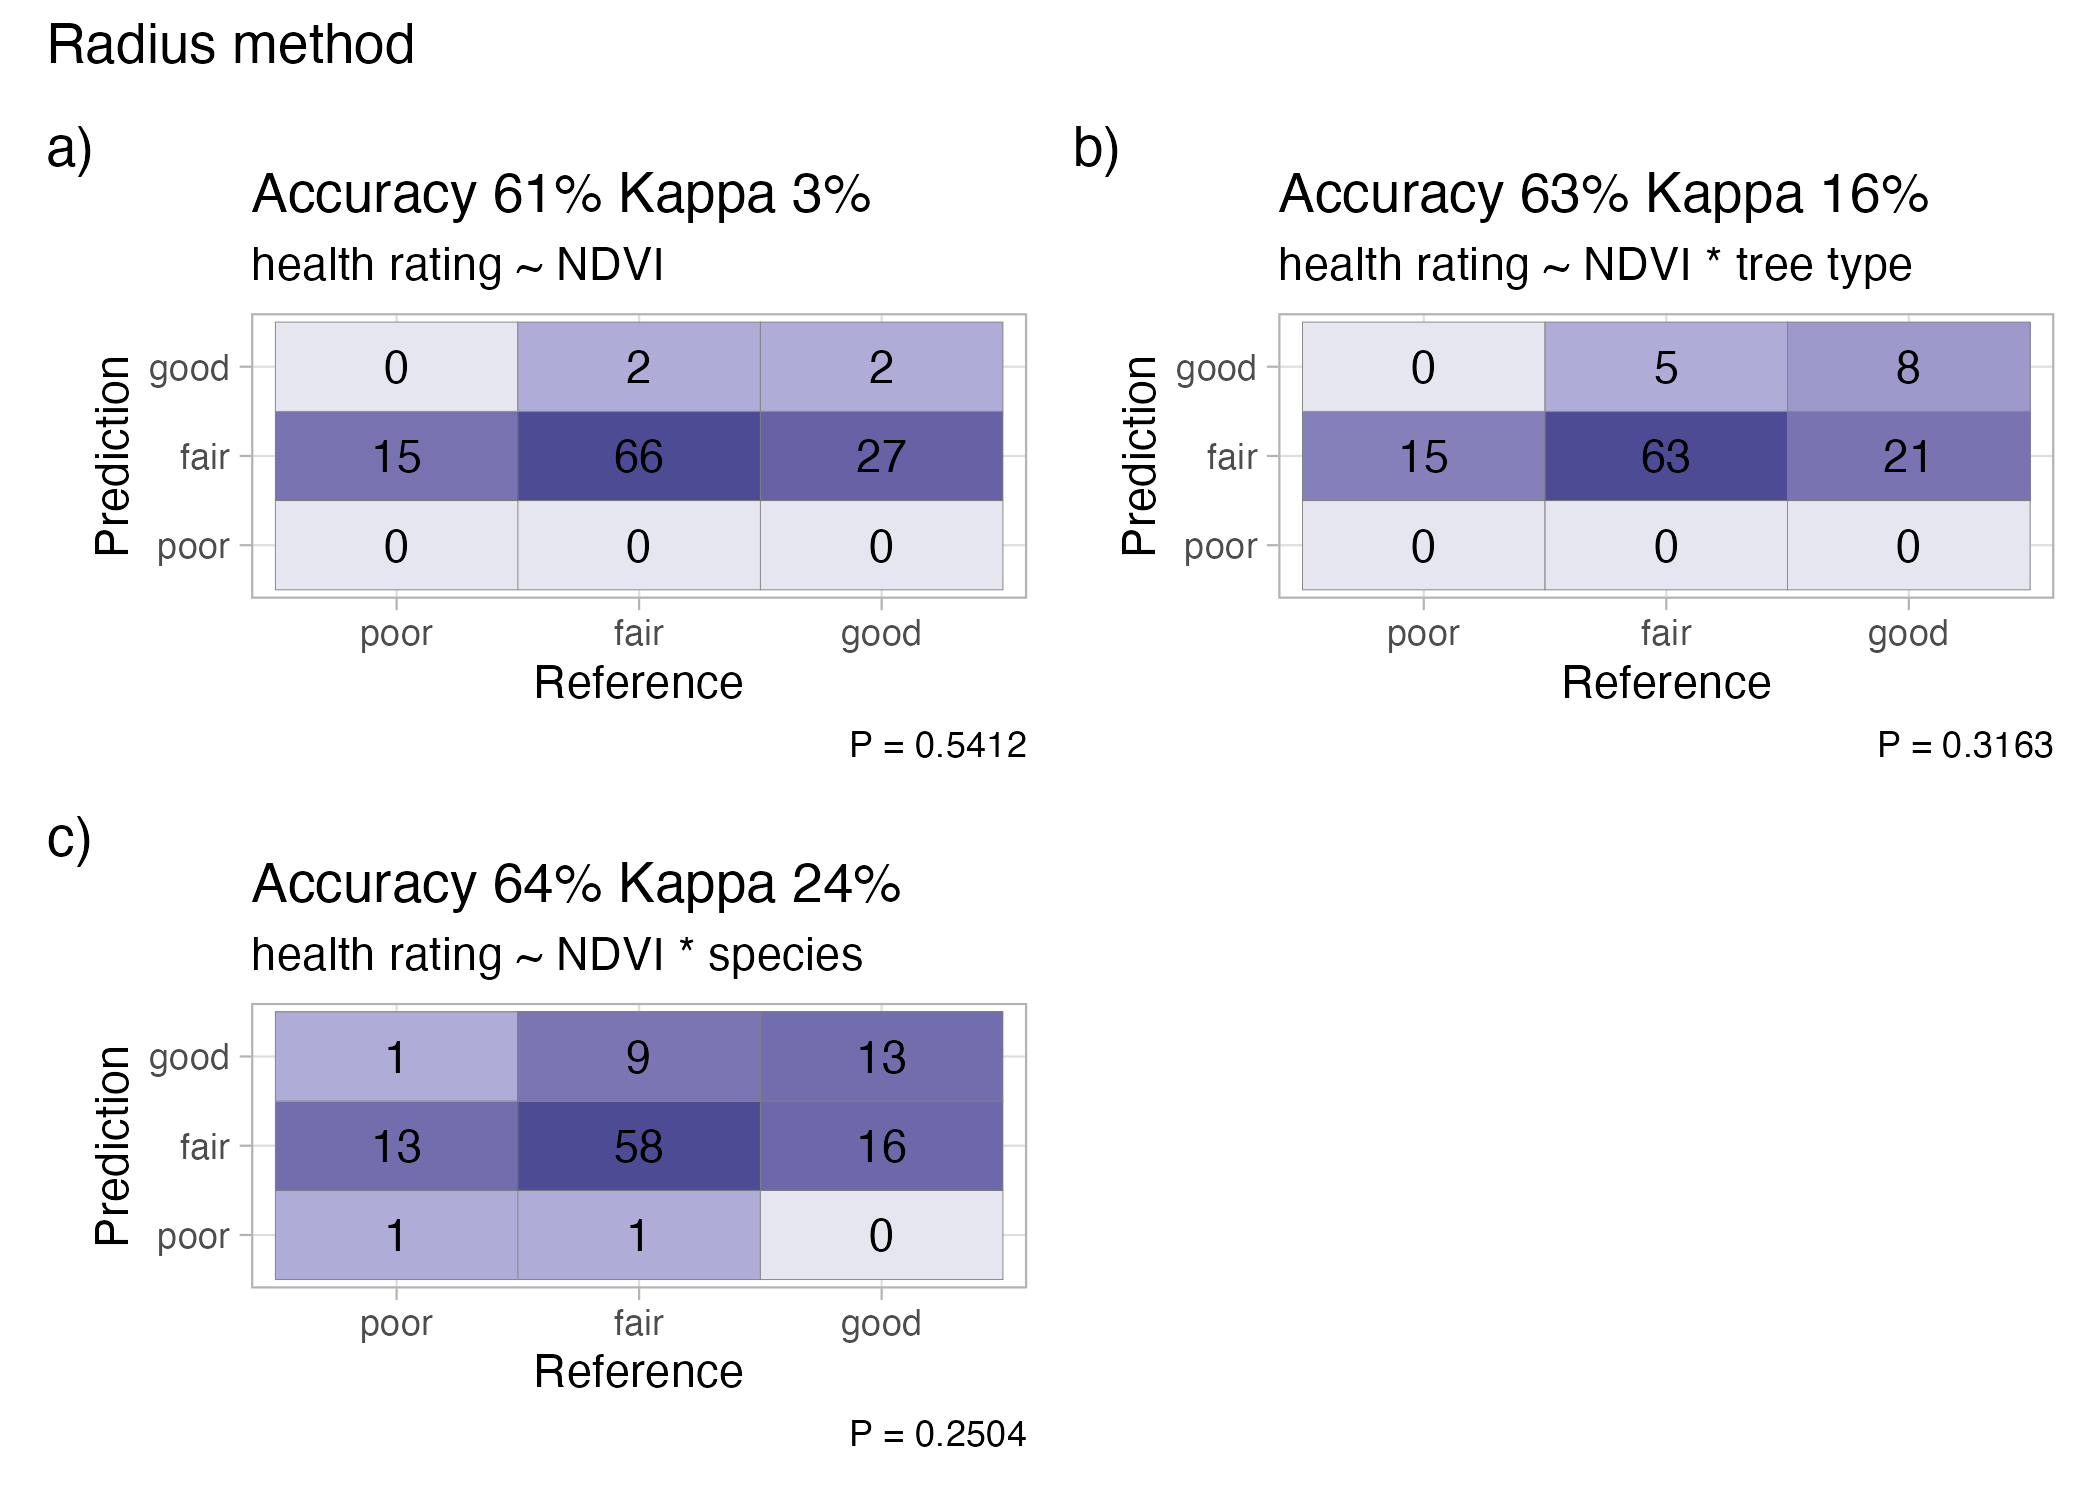 Radius method
a)
Accuracy 61% Kappa 3%
health rating ~ NDVI
Prediction
good 0 2 2
fair 15 66 27
poor 0 0 0
poor fair good
Reference
P = 0.5412
b)
Accuracy 63% Kappa 16%
health rating ~ NDVI * tree type
Prediction
good 0 5 8
fair 15 63 21
poor 0 0 0
poor fair good
Reference
P = 0.3163
c)
Accuracy 64% Kappa 24%
health rating ~ NDVI * species
Prediction
good 1 9 13
fair 13 58 16
poor 1 1 0
poor fair good
Reference
P = 0.2504